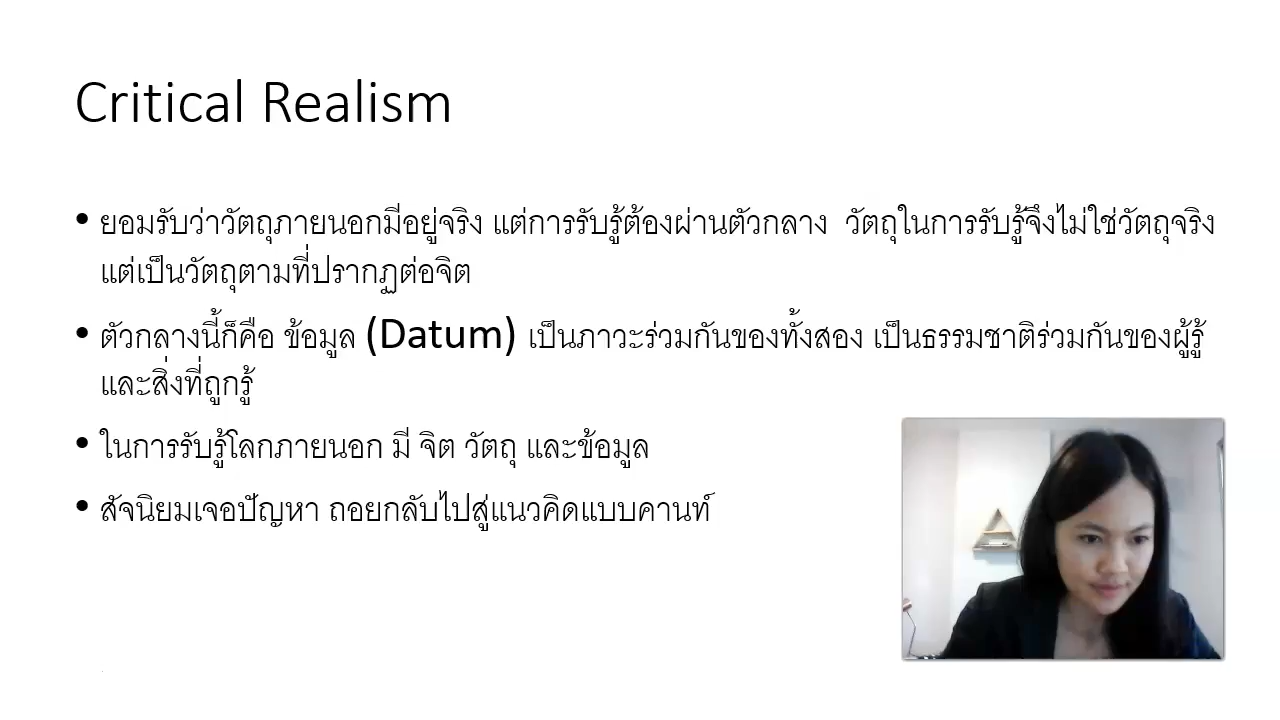 Critical Realism
• ยอมรับว่าวัตถุภายนอกมีอยู่จริง แต่การรับรู้ต้องผ่านตัวกลาง วัตถุในการรับรู้จึงไม่ใช่วัตถุจริง
แต่เป็นวัตถุตามที่ปรากฏต่อจิต
• ตัวกลางนี้ก็คือ ข้อมูล (Datum) เป็นภาวะร่วมกันของทั้งสอง เป็นธรรมชาติร่วมกันของผู้รู้
และสิ่งที่ถูกรู้
• ในการรับรู้โลกภายนอก มี จิต วัตถุ และข้อมูล
• สัจนิยมเจอปัญหา ถอยกลับไปสู่แนวคิดแบบคานท์